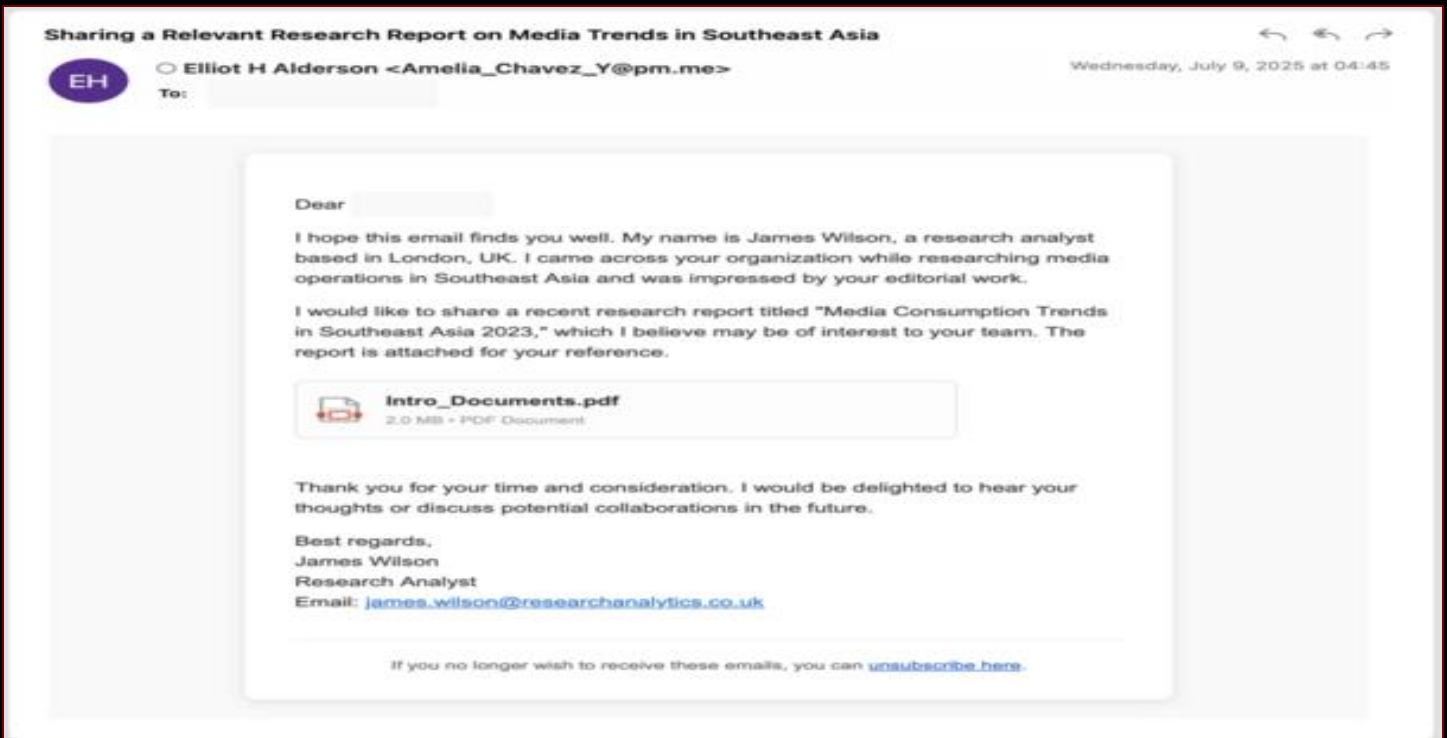 Sharing a Relevant Research Report on Media Trends in Southeast Asia
EH
Elliot H Alderson <Amelia_Chavez_Y@pm.me>
Wednesday, July 9, 2025 at 04:45
To:
Dear
I hope this email finds you well. My name is James Wilson, a research analyst
based in London, UK. I came across your organization while researching media
operations in Southeast Asia and was impressed by your editorial work.
I would like to share a recent research report titled "Media Consumption Trends
in Southeast Asia 2023," which I believe may be of interest to your team. The
report is attached for your reference.
Intro_Documents.pdf
2.0 MB • PDF Document
Thank you for your time and consideration. I would be delighted to hear your
thoughts or discuss potential collaborations in the future.
Best regards,
James Wilson
Research Analyst
Email: james.wilson@researchanalytics.co.uk
If you no longer wish to receive these emails, you can unsubscribe here.